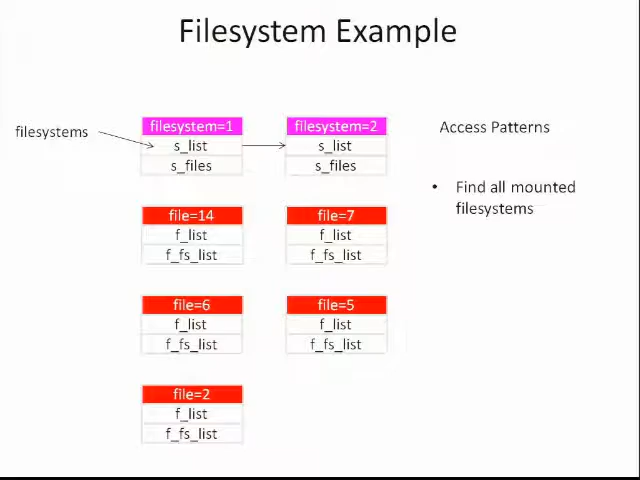 Filesystem Example
filesystems
filesystem=1
s_list
s_files
filesystem=2
s_list
s_files
Access Patterns
• Find all mounted
filesystems
file=14
f_list
f_fs_list
file=7
f_list
f_fs_list
file=6
f_list
f_fs_list
file=5
f_list
f_fs_list
file=2
f_list
f_fs_list